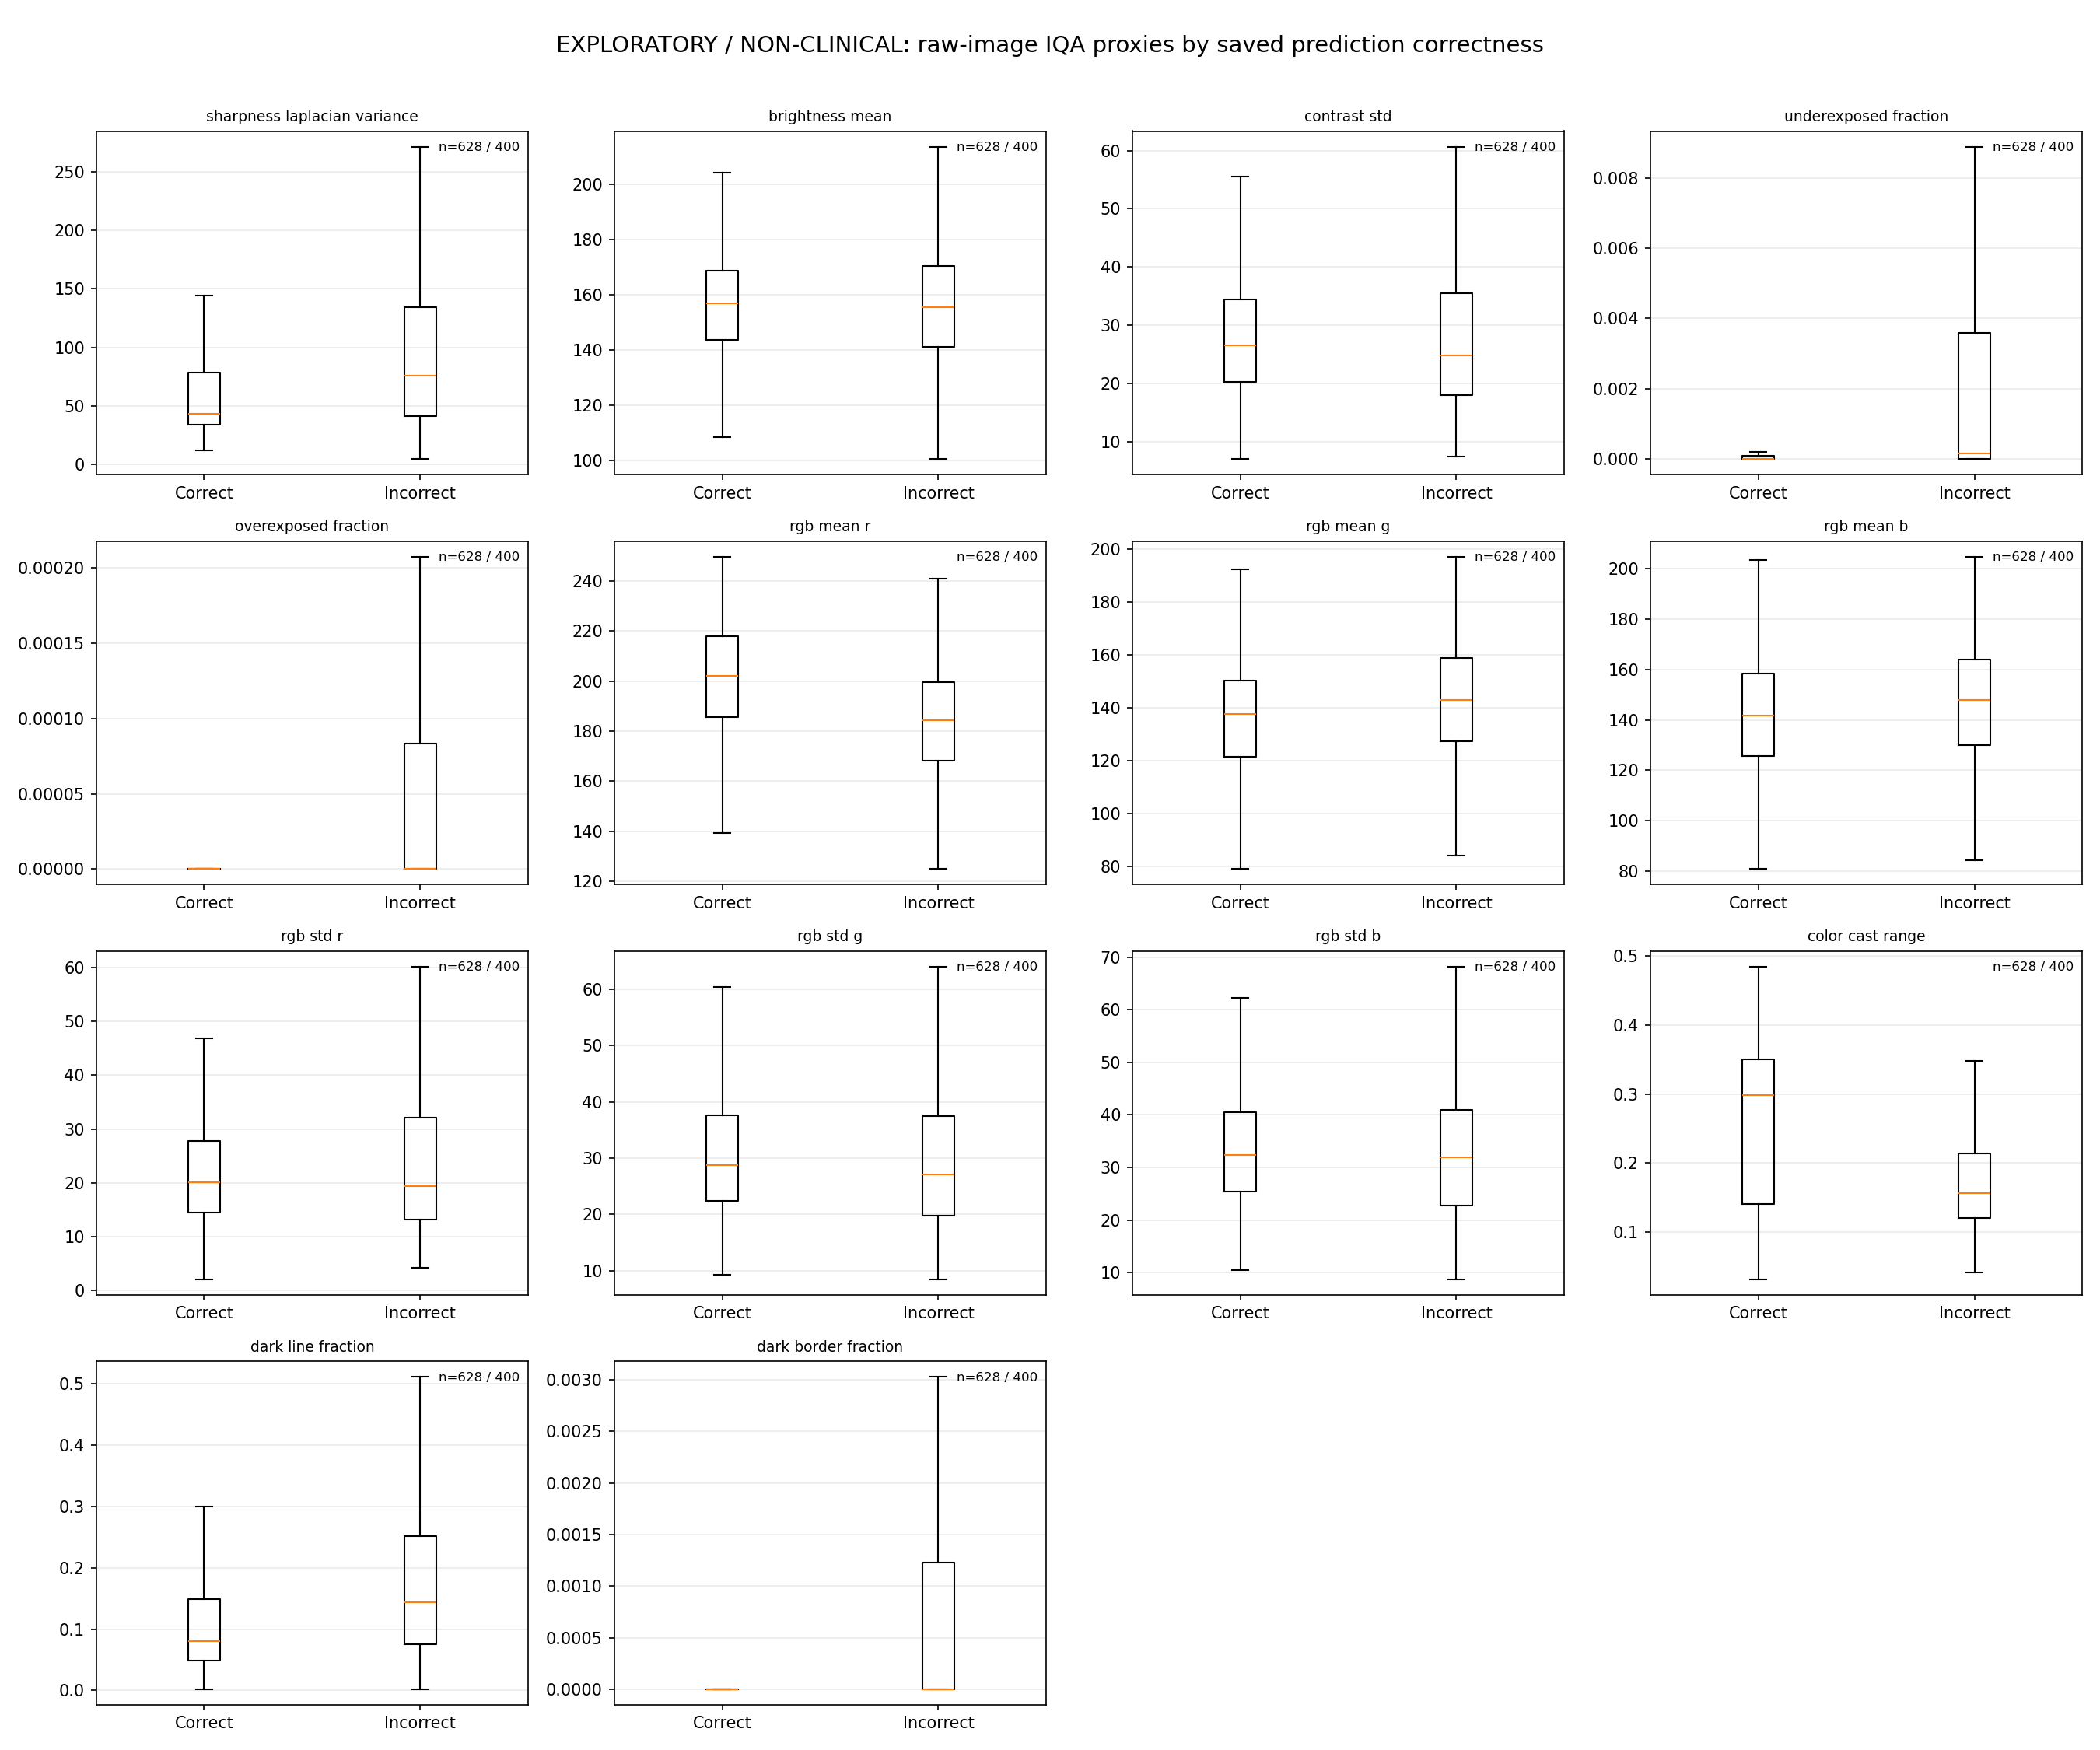 EXPLORATORY / NON-CLINICAL: raw-image IQA proxies by saved prediction correctness
sharpness laplacian variance
n=628 / 400
250
200
150
100
50
0
Correct Incorrect
brightness mean
n=628 / 400
200
180
160
140
120
100
Correct Incorrect
contrast std
n=628 / 400
60
50
40
30
20
10
Correct Incorrect
underexposed fraction
n=628 / 400
0.008
0.006
0.004
0.002
0.000
Correct Incorrect
overexposed fraction
n=628 / 400
0.00020
0.00015
0.00010
0.00005
0.00000
Correct Incorrect
rgb mean r
n=628 / 400
240
220
200
180
160
140
120
Correct Incorrect
rgb mean g
n=628 / 400
200
180
160
140
120
100
80
Correct Incorrect
rgb mean b
n=628 / 400
200
180
160
140
120
100
80
Correct Incorrect
rgb std r
n=628 / 400
60
50
40
30
20
10
0
Correct Incorrect
rgb std g
n=628 / 400
60
50
40
30
20
10
Correct Incorrect
rgb std b
n=628 / 400
70
60
50
40
30
20
10
Correct Incorrect
color cast range
n=628 / 400
0.5
0.4
0.3
0.2
0.1
Correct Incorrect
dark line fraction
n=628 / 400
0.5
0.4
0.3
0.2
0.1
0.0
Correct Incorrect
dark border fraction
n=628 / 400
0.0030
0.0025
0.0020
0.0015
0.0010
0.0005
0.0000
Correct Incorrect